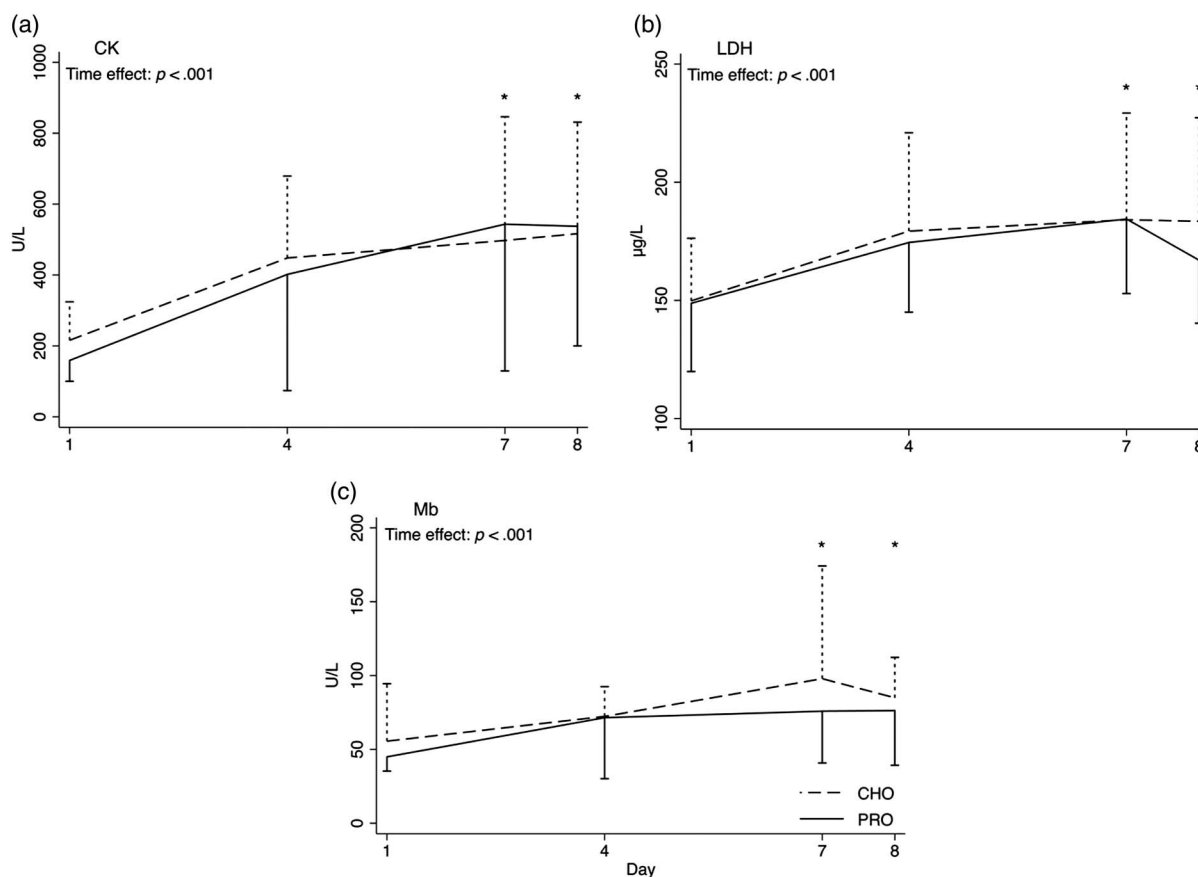 (a)
CK
Time effect: p < .001
1000
800
600
400
200
0
U/L
*
*
1
4
7
8
(b)
LDH
Time effect: p < .001
250
200
150
100
µg/L
*
*
1
4
7
8
(c)
Mb
Time effect: p < .001
200
150
100
50
0
U/L
*
*
CHO
PRO
1
4
7
8
Day